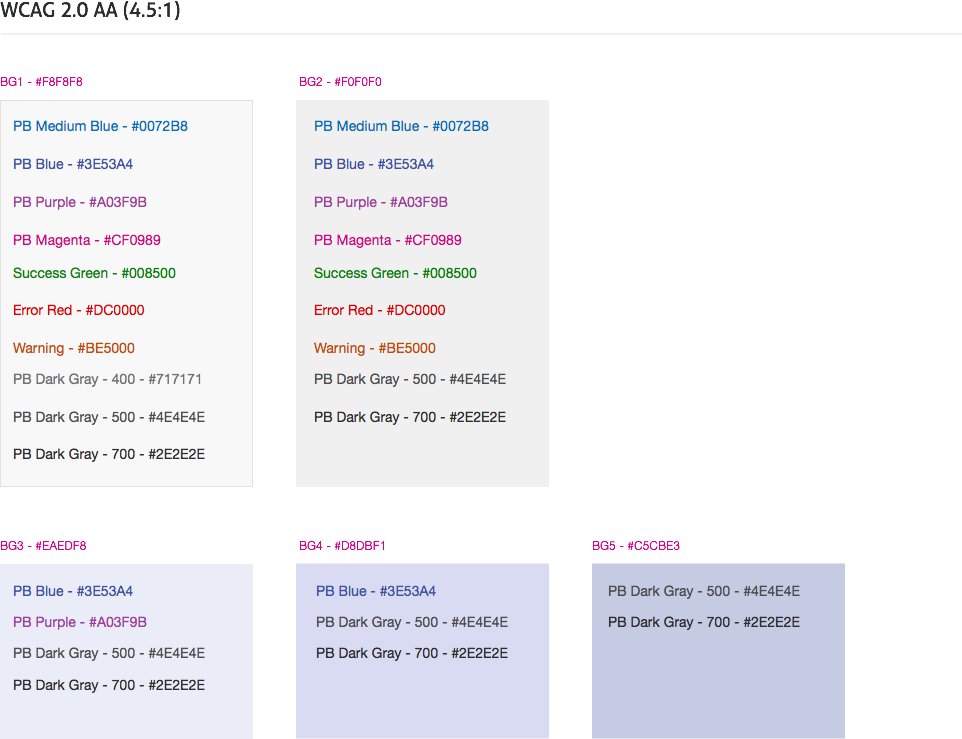 WCAG 2.0 AA (4.5:1)
BG1 - #F8F8F8
PB Medium Blue - #0072B8
PB Blue - #3E53A4
PB Purple - #A03F9B
PB Magenta - #CF0989
Success Green - #008500
Error Red - #DC0000
Warning - #BE5000
PB Dark Gray - 400 - #717171
PB Dark Gray - 500 - #4E4E4E
PB Dark Gray - 700 - #2E2E2E
BG2 - #F0F0F0
PB Medium Blue - #0072B8
PB Blue - #3E53A4
PB Purple - #A03F9B
PB Magenta - #CF0989
Success Green - #008500
Error Red - #DC0000
Warning - #BE5000
PB Dark Gray - 500 - #4E4E4E
PB Dark Gray - 700 - #2E2E2E
BG3 - #EAEDF8
PB Blue - #3E53A4
PB Purple - #A03F9B
PB Dark Gray - 500 - #4E4E4E
PB Dark Gray - 700 - #2E2E2E
BG4 - #D8DBF1
PB Blue - #3E53A4
PB Dark Gray - 500 - #4E4E4E
PB Dark Gray - 700 - #2E2E2E
BG5 - #C5CBE3
PB Dark Gray - 500 - #4E4E4E
PB Dark Gray - 700 - #2E2E2E